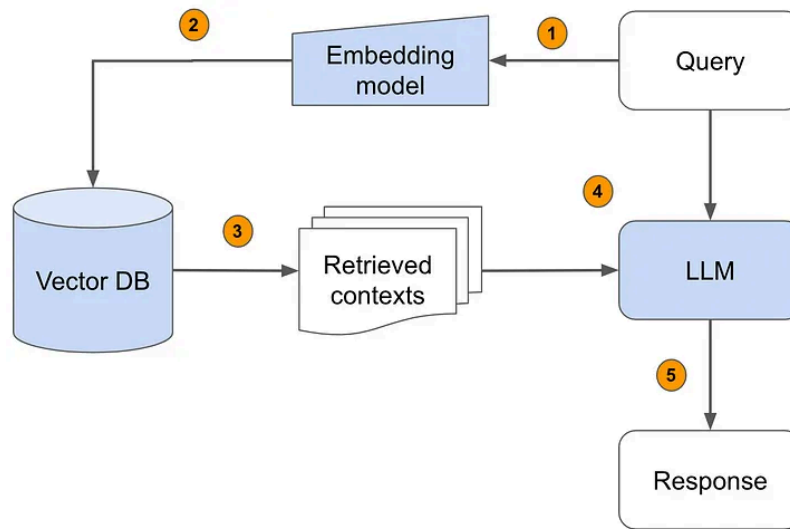 2
1
Embedding
model
Query
3
4
Vector DB
Retrieved
contexts
LLM
5
Response